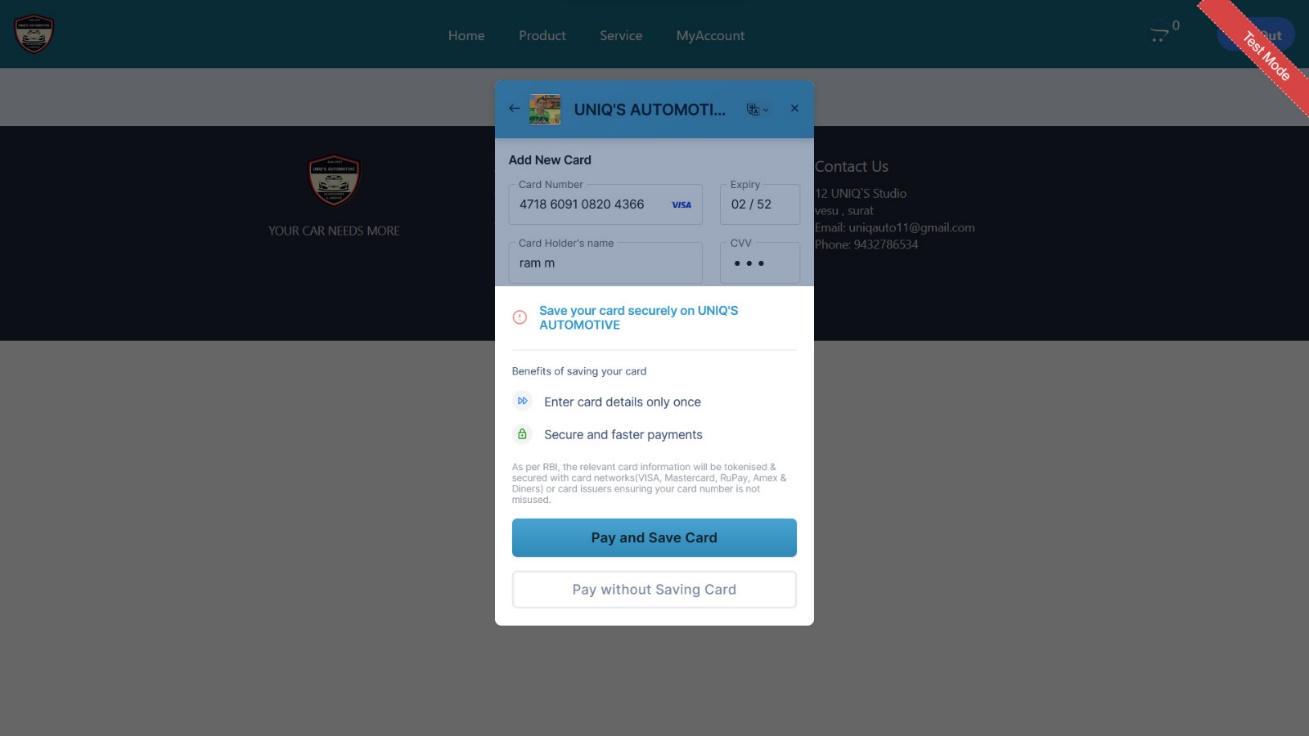 Home Product Service MyAccount
0
Test Mode
UNIQ'S AUTOMOTI...
Add New Card
Card Number
4718 6091 0820 4366
VISA
Expiry
02 / 52
Card Holder's name
ram m
CVV
YOUR CAR NEEDS MORE
Contact Us
12 UNIQ'S Studio
vesu , surat
Email: uniqauto11@gmail.com
Phone: 9432786534
Save your card securely on UNIQ'S
AUTOMOTIVE
Benefits of saving your card
Enter card details only once
Secure and faster payments
As per RBI, the relevant card information will be tokenised &
secured with card networks(VISA, Mastercard, RuPay, Amex &
Diners) or card issuers ensuring your card number is not
misused.
Pay and Save Card
Pay without Saving Card